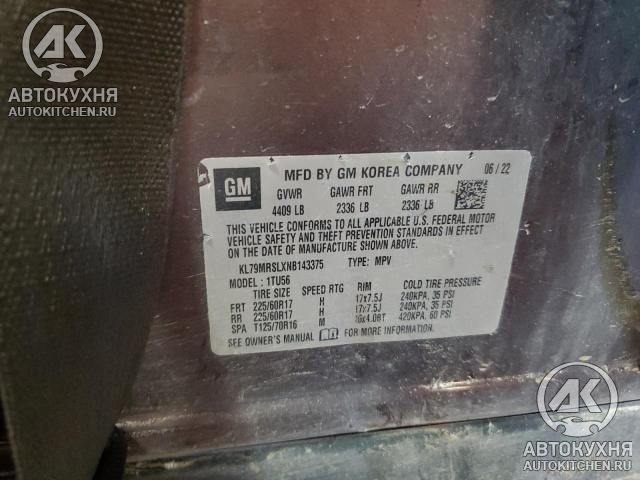 AK
АВТОКУХНЯ
AUTOKITCHEN.RU
GM
MFD BY GM KOREA COMPANY 06 / 22
GVWR GAWR FRT GAWR RR
4409 LB 2336 LB 2336 LB
THIS VEHICLE CONFORMS TO ALL APPLICABLE U.S. FEDERAL MOTOR
VEHICLE SAFETY AND THEFT PREVENTION STANDARDS IN EFFECT
ON THE DATE OF MANUFACTURE SHOWN ABOVE.
KL79MRSLXNB143375 TYPE: MPV
MODEL : 1TU56
TIRE SIZE SPEED RTG RIM COLD TIRE PRESSURE
FRT 225/60R17 H 17x7.5J 240KPA, 35 PSI
RR 225/60R17 H 17x7.5J 240KPA, 35 PSI
SPA T125/70R16 M 16x4.0BT 420KPA, 60 PSI
SEE OWNER'S MANUAL FOR MORE INFORMATION.
AK
АВТОКУХНЯ
AUTOKITCHEN.RU